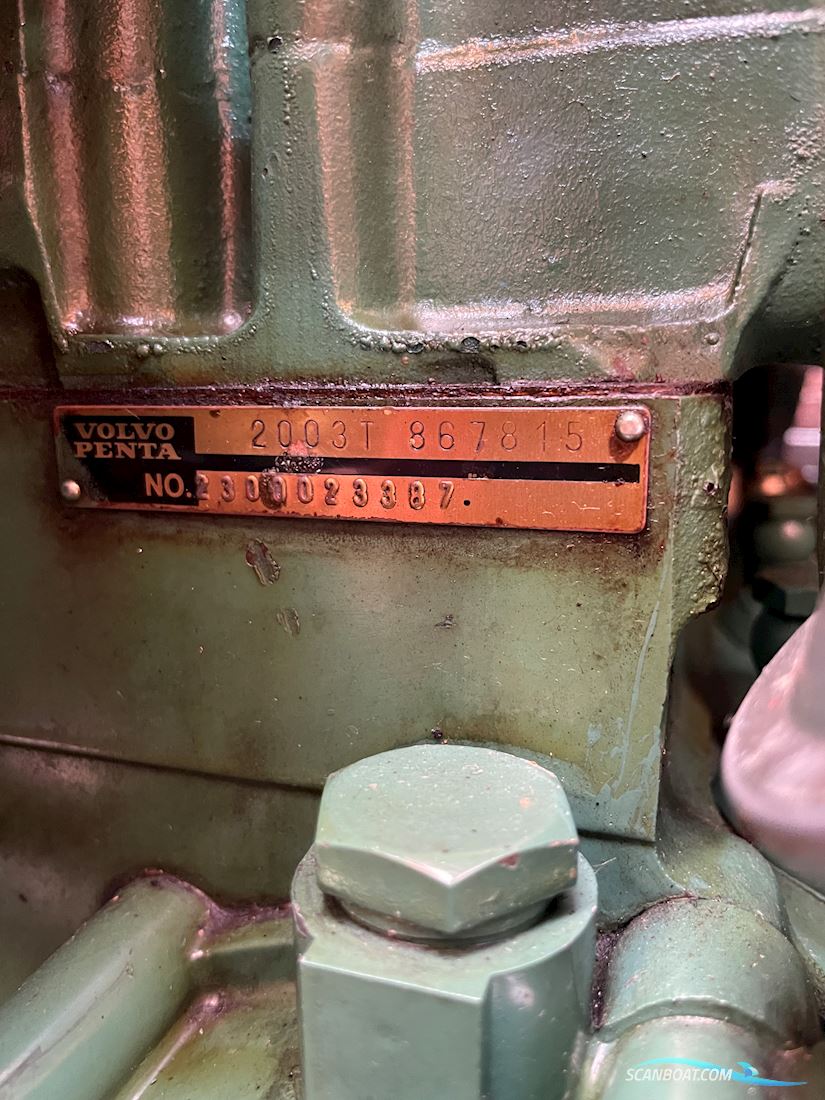 VOLVO
PENTA
2003T 867815
NO. 2300023387.
SCANBOAT.COM